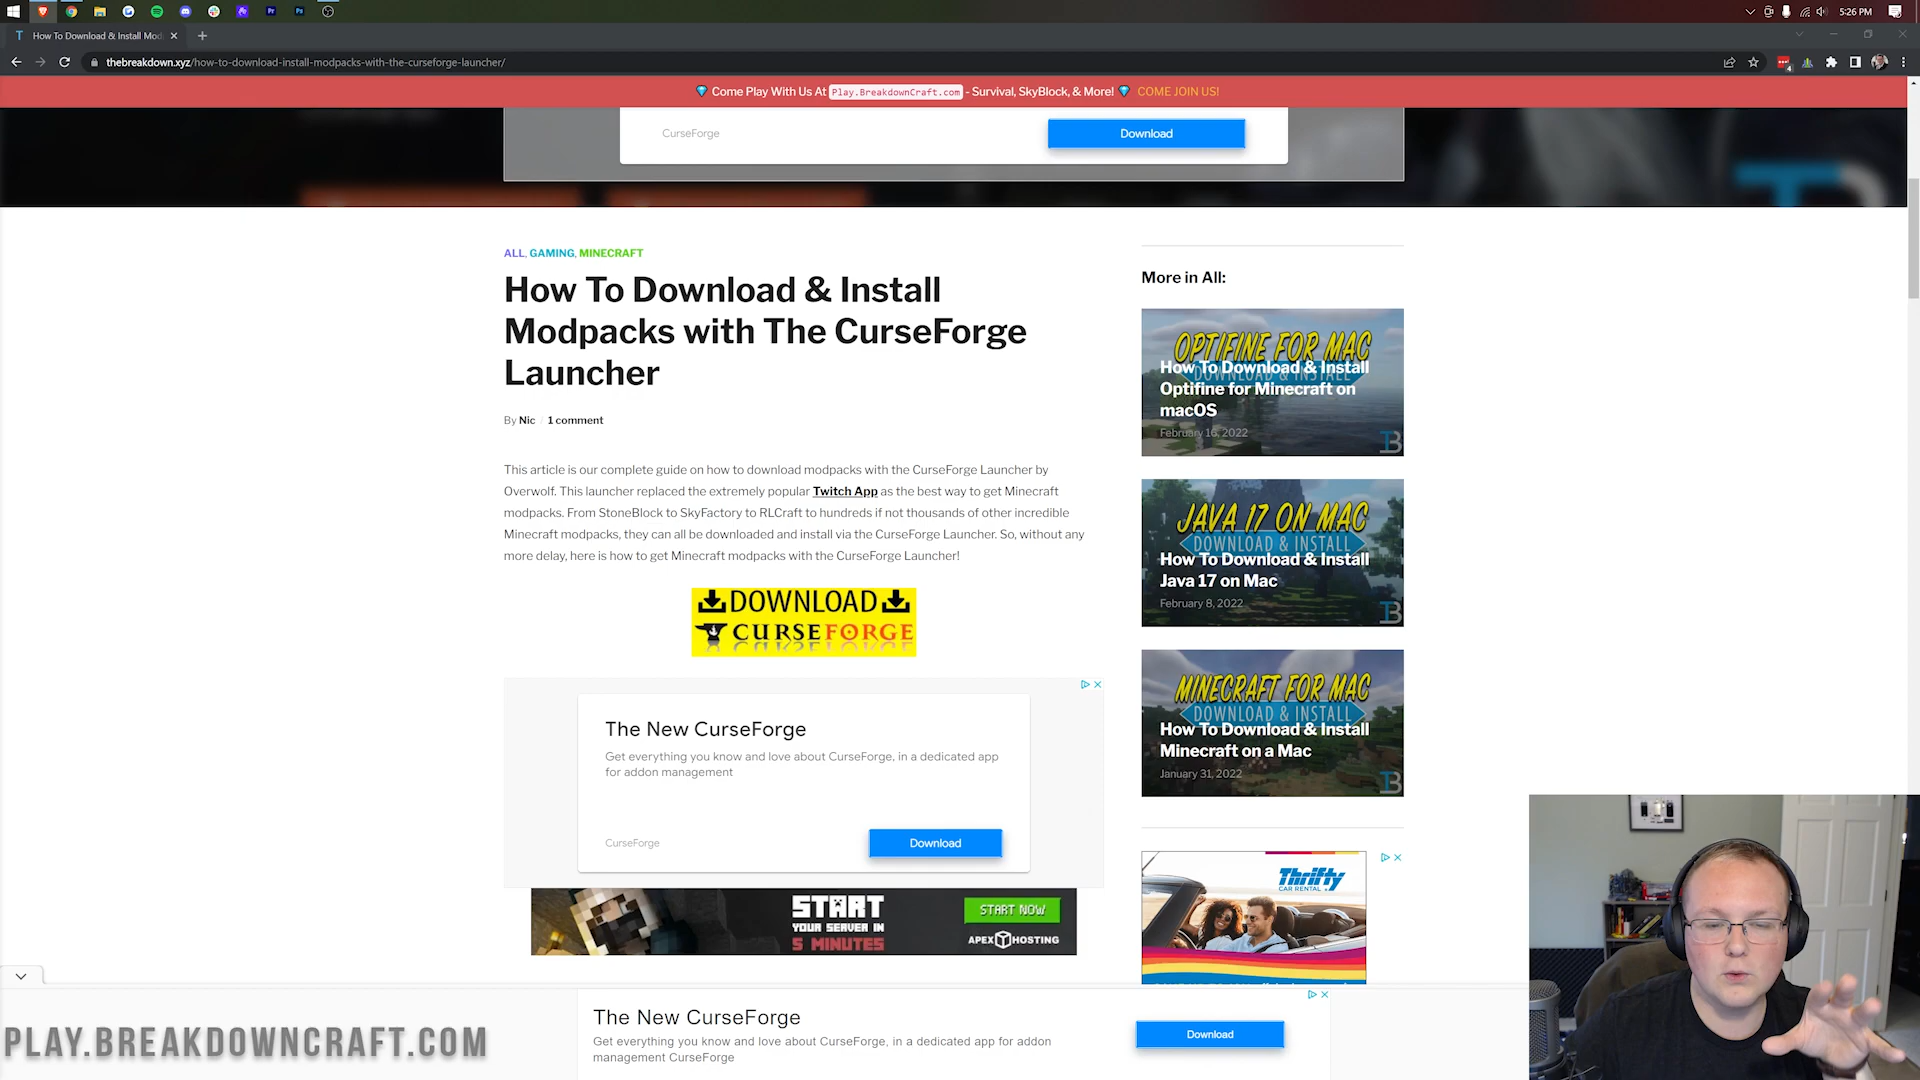 5:26 PM
How To Download & Install Mod
thebreakdown.xyz/how-to-download-install-modpacks-with-the-curseforge-launcher/
Come Play With Us At Play.BreakdownCraft.com - Survival, SkyBlock, & More! COME JOIN US!
CurseForge
Download
ALL, GAMING, MINECRAFT
How To Download & Install
Modpacks with The CurseForge
Launcher
By Nic / 1 comment
This article is our complete guide on how to download modpacks with the CurseForge Launcher by
Overwolf. This launcher replaced the extremely popular Twitch App as the best way to get Minecraft
modpacks. From StoneBlock to SkyFactory to RLCraft to hundreds if not thousands of other incredible
Minecraft modpacks, they can all be downloaded and install via the CurseForge Launcher. So, without any
more delay, here is how to get Minecraft modpacks with the CurseForge Launcher!
DOWNLOAD
CURSEFORGE
The New CurseForge
Get everything you know and love about CurseForge, in a dedicated app
for addon management
CurseForge
Download
START
YOUR SERVER IN
5 MINUTES
START NOW
APEX HOSTING
More in All:
OPTIFINE FOR MAC
DOWNLOAD & INSTALL
How To Download & Install
Optifine for Minecraft on
macOS
February 16, 2022
JAVA 17 ON MAC
DOWNLOAD & INSTALL
How To Download & Install
Java 17 on Mac
February 8, 2022
MINECRAFT FOR MAC
DOWNLOAD & INSTALL
How To Download & Install
Minecraft on a Mac
January 31, 2022
Thrifty
CAR RENTAL
PLAY.BREAKDOWNCRAFT.COM
The New CurseForge
Get everything you know and love about CurseForge, in a dedicated app for addon
management CurseForge
Download